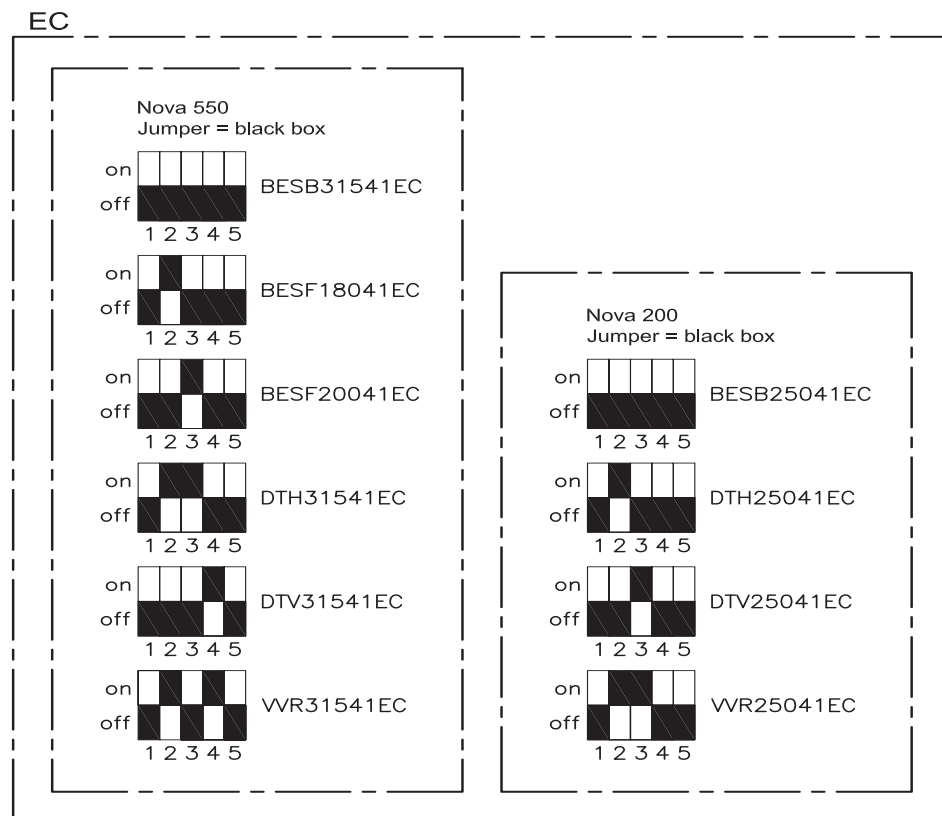 EC
Nova 550
Jumper = black box
on
off
BESB31541EC
1 2 3 4 5
on
off
BESF18041EC
1 2 3 4 5
on
off
BESF20041EC
1 2 3 4 5
on
off
DTH31541EC
1 2 3 4 5
on
off
DTV31541EC
1 2 3 4 5
on
off
VVR31541EC
1 2 3 4 5
Nova 200
Jumper = black box
on
off
BESB25041EC
1 2 3 4 5
on
off
DTH25041EC
1 2 3 4 5
on
off
DTV25041EC
1 2 3 4 5
on
off
VVR25041EC
1 2 3 4 5